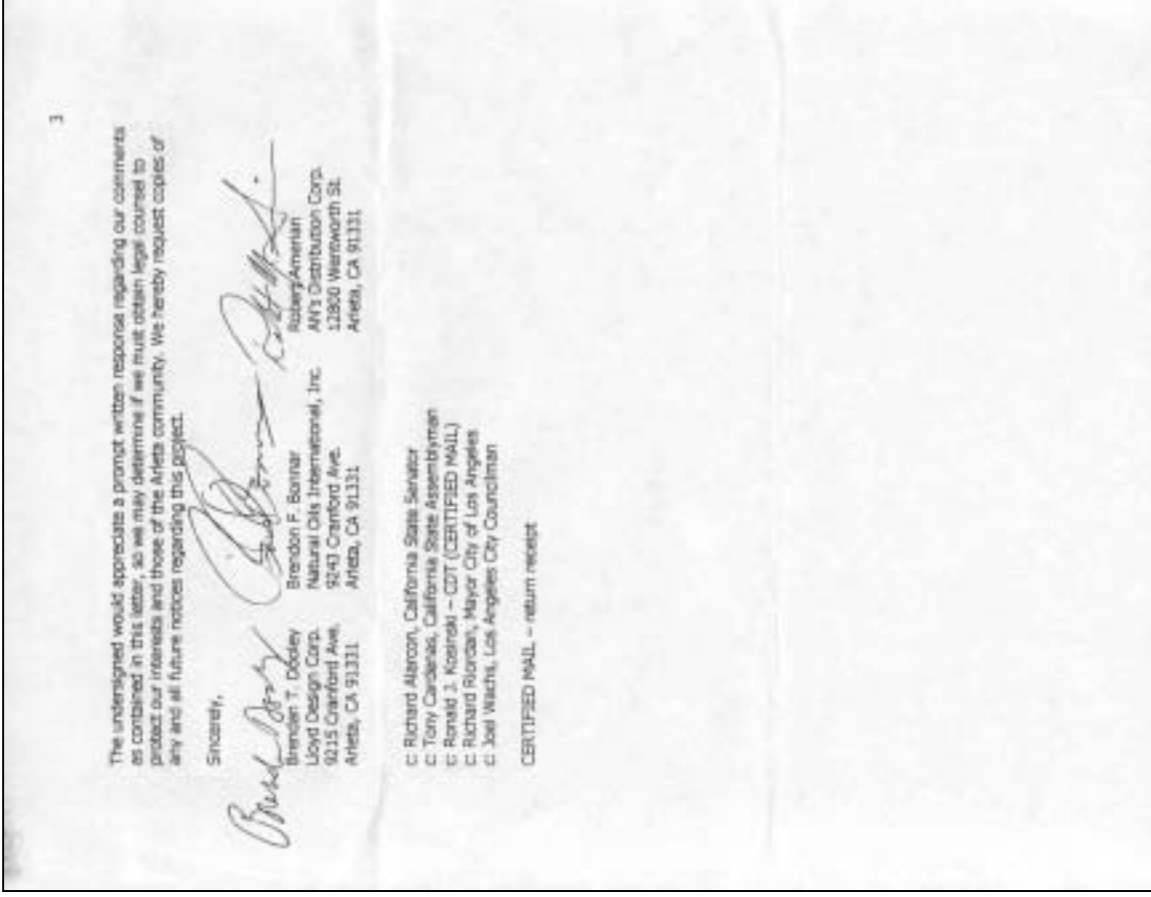 3
The undersigned would appreciate a prompt written response regarding our comments
as contained in this letter, so we may determine if we must obtain legal counsel to
protect our interests and those of the Arleta community. We hereby request copies of
any and all future notices regarding this project.
Sincerely,
Brendan T. Dooley
Lloyd Design Corp.
9215 Cranford Ave.
Arleta, CA 91331
Brendon F. Bonnar
Natural Oils International, Inc.
9243 Cranford Ave.
Arleta, CA 91331
Amerian
AN's Distribution Corp.
12800 Wentworth St.
Arleta, CA 91331
c: Richard Alarcon, California State Senator
c: Tony Cardenas, California State Assemblyman
c: Ronald J. Kosinski – CDT (CERTIFIED MAIL)
c: Richard Riordan, Mayor City of Los Angeles
c: Joel Wachs, Los Angeles City Councilman
CERTIFIED MAIL – return receipt